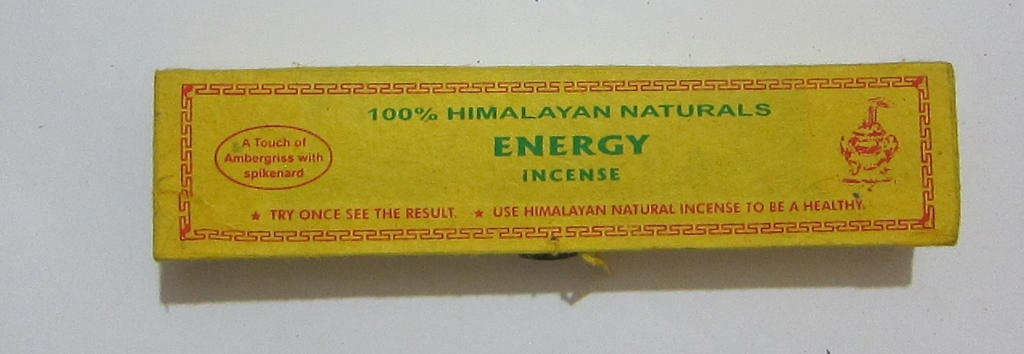 100% HIMALAYAN NATURALS
ENERGY
INCENSE
A Touch of
Ambergriss with
spikenard
★ TRY ONCE SEE THE RESULT. ★ USE HIMALAYAN NATURAL INCENSE TO BE A HEALTHY.